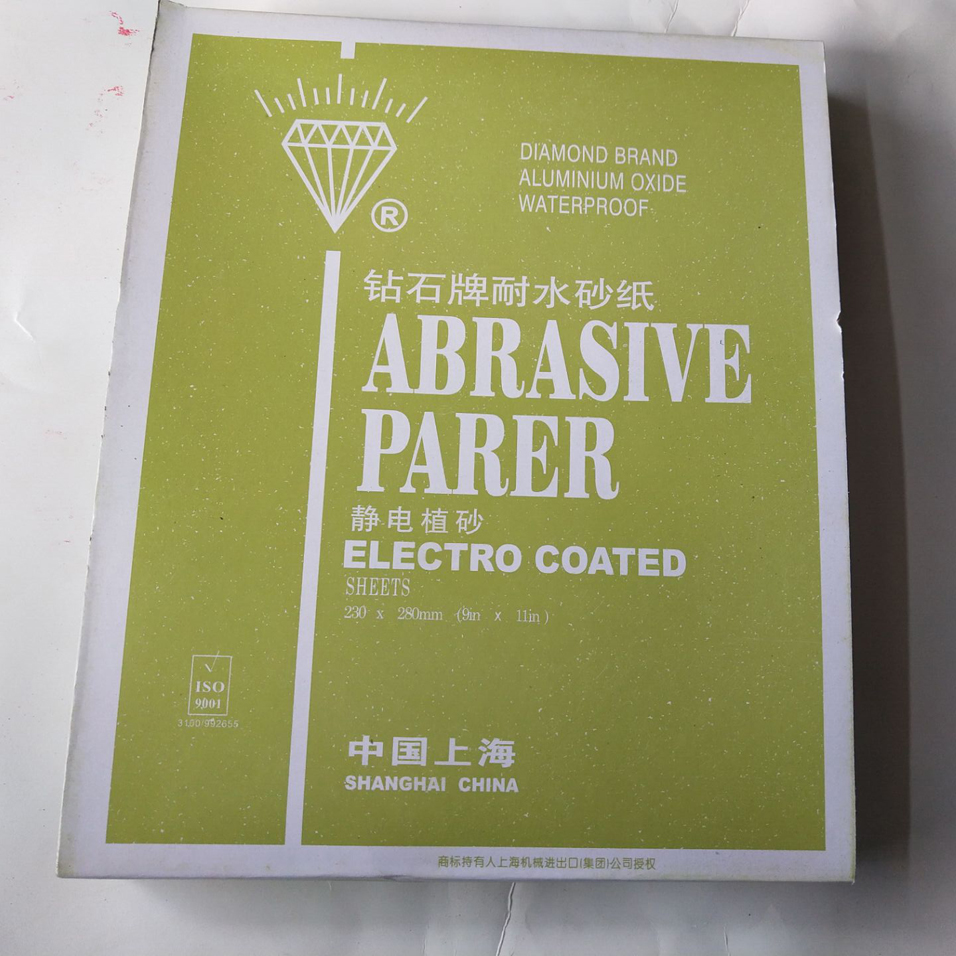 ®
DIAMOND BRAND
ALUMINIUM OXIDE
WATERPROOF
钻石牌耐水砂纸
ABRASIVE
PARER
静电植砂
ELECTRO COATED
SHEETS
230 x 280mm (9in x 11in)
ISO
9001
3100/992655
中国上海
SHANGHAI CHINA
商标持有人上海机械进出口(集团)公司授权